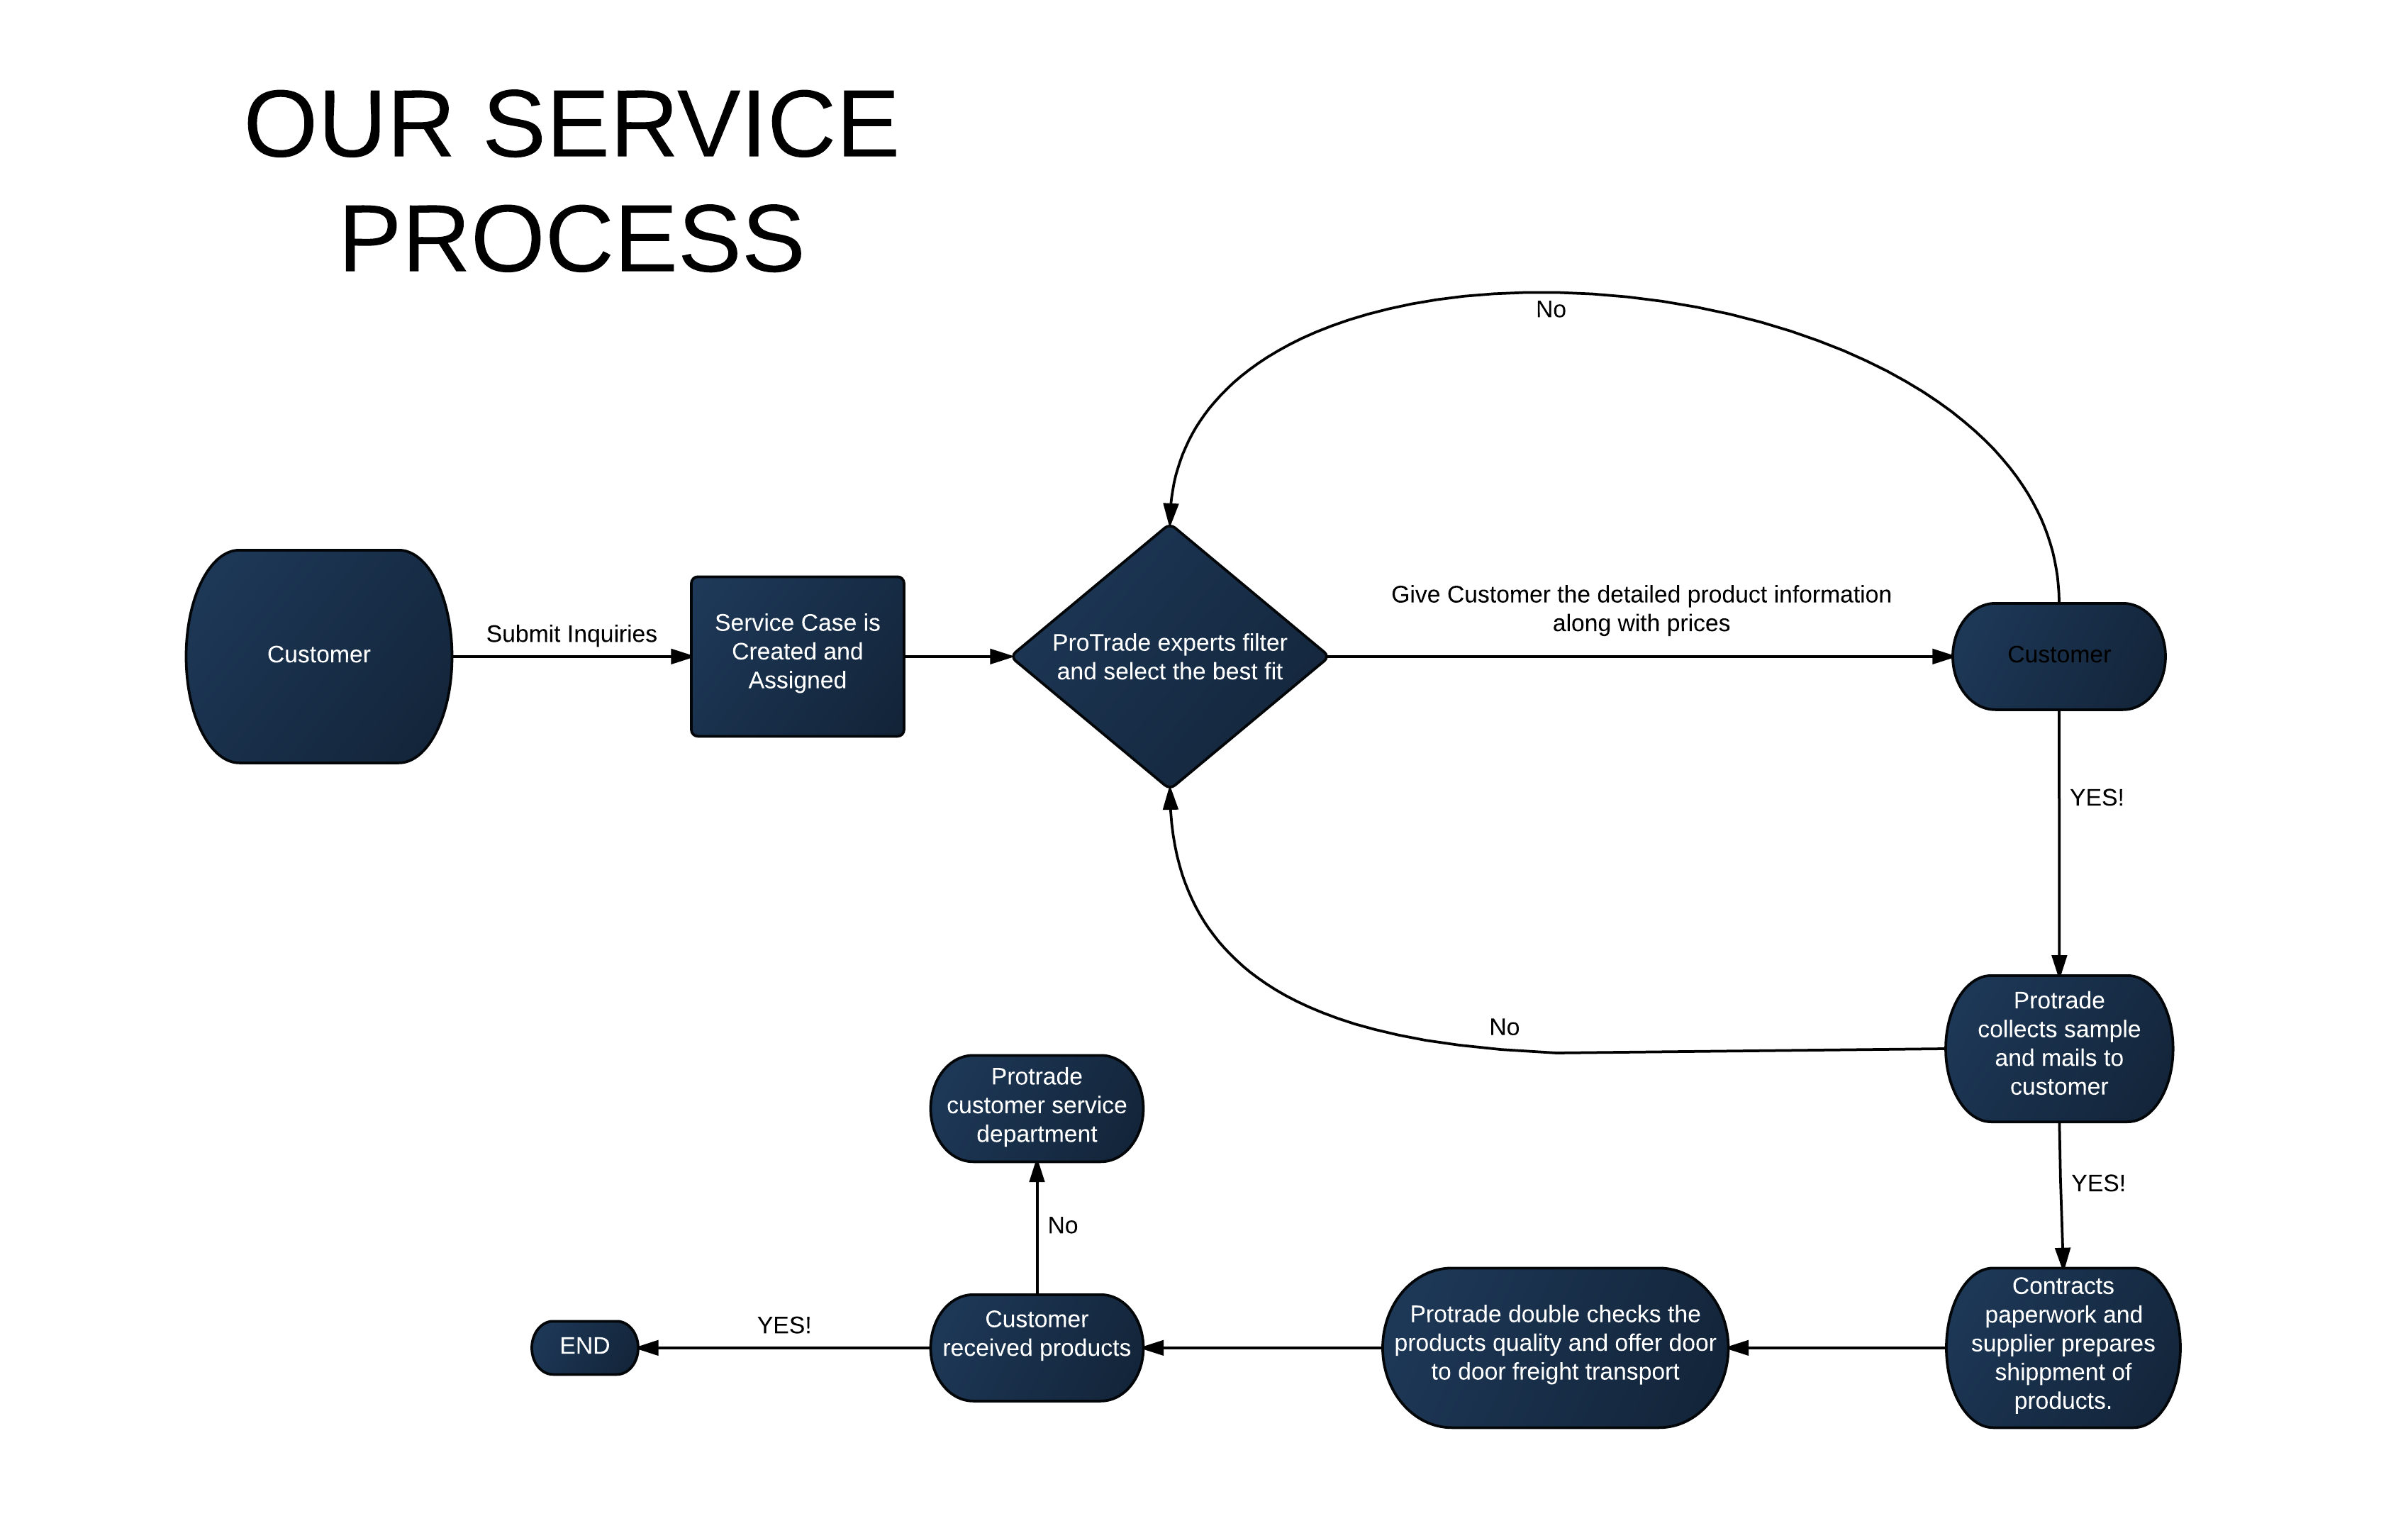 OUR SERVICE
PROCESS
No
Customer
Submit Inquiries
Service Case is
Created and
Assigned
ProTrade experts filter
and select the best fit
Give Customer the detailed product information
along with prices
Customer
YES!
Protrade
collects sample
and mails to
customer
No
YES!
Protrade
customer service
department
No
Contracts
paperwork and
supplier prepares
shippment of
products.
Protrade double checks the
products quality and offer door
to door freight transport
Customer
received products
YES!
END